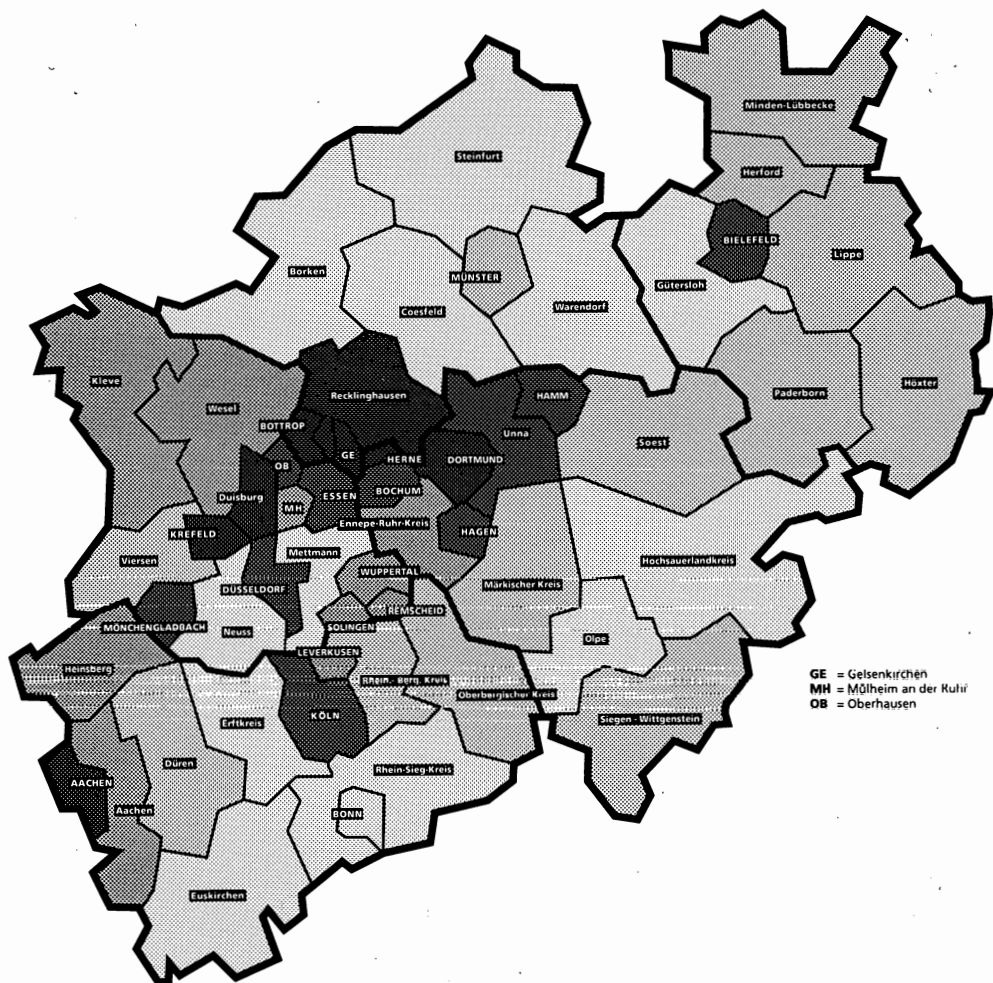 Minden-Lübbecke
Steinfurt
Herford
BIELEFELD
Lippe
Borken
MÜNSTER
Gütersloh
Coesfeld
Warendorf
Kleve
Wesel
Recklinghausen
HAMM
Paderborn
Höxter
BOTTROP
Unna
Soest
GE
HERNE
DORTMUND
OB
Duisburg
ESSEN
BOCHUM
MH
Ennepe-Ruhr-Kreis
KREFELD
HAGEN
Viersen
Mettmann
Hochsauerlandkreis
WUPPERTAL
Märkischer Kreis
DÜSSELDORF
REMSCHEID
MÖNCHENGLADBACH
Neuss
SOLINGEN
Olpe
LEVERKUSEN
Heinsberg
Rhein.- Berg. Kreis
Oberbergischer Kreis
GE = Gelsenkirchen
MH = Mülheim an der Ruhr
OB = Oberhausen
Erftkreis
KÖLN
Siegen - Wittgenstein
Düren
Rhein-Sieg-Kreis
AACHEN
Aachen
BONN
Euskirchen